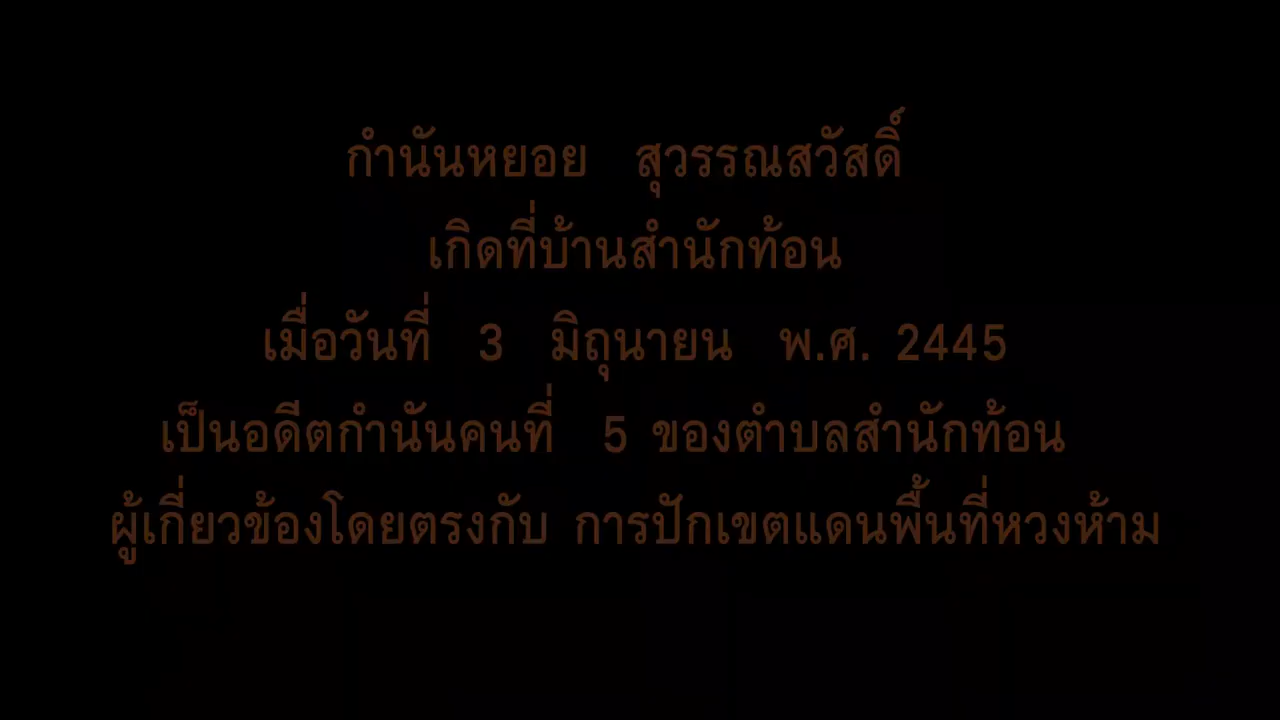 กำนันหยอย สุวรรณสวัสดิ์
เกิดที่บ้านสำนักท้อน
เมื่อวันที่ 3 มิถุนายน พ.ศ. 2445
เป็นอดีตกำนันคนที่ 5 ของตำบลสำนักท้อน
ผู้เกี่ยวข้องโดยตรงกับ การปักเขตแดนพื้นที่หวงห้าม